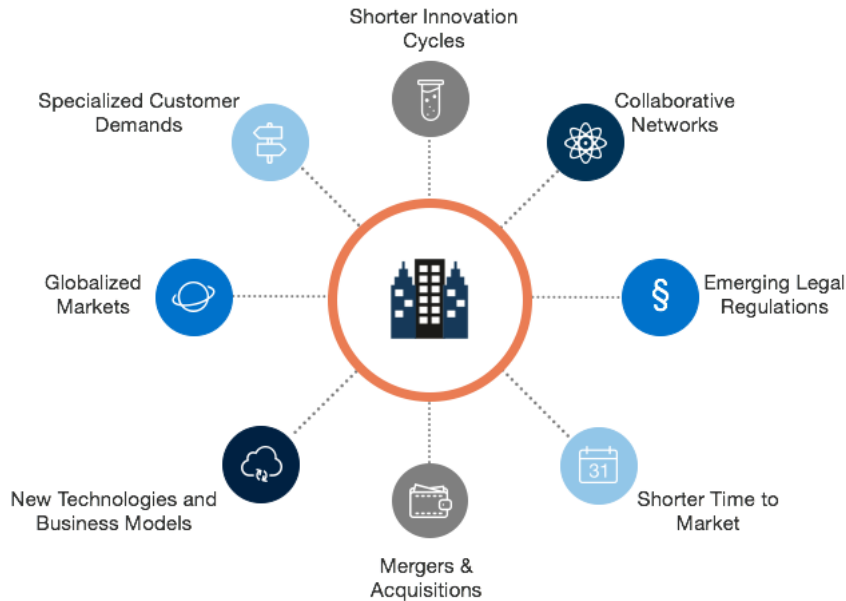 Shorter Innovation
Cycles
Specialized Customer
Demands
Collaborative
Networks
Globalized
Markets
§
Emerging Legal
Regulations
31
New Technologies and
Business Models
Shorter Time to
Market
Mergers &
Acquisitions